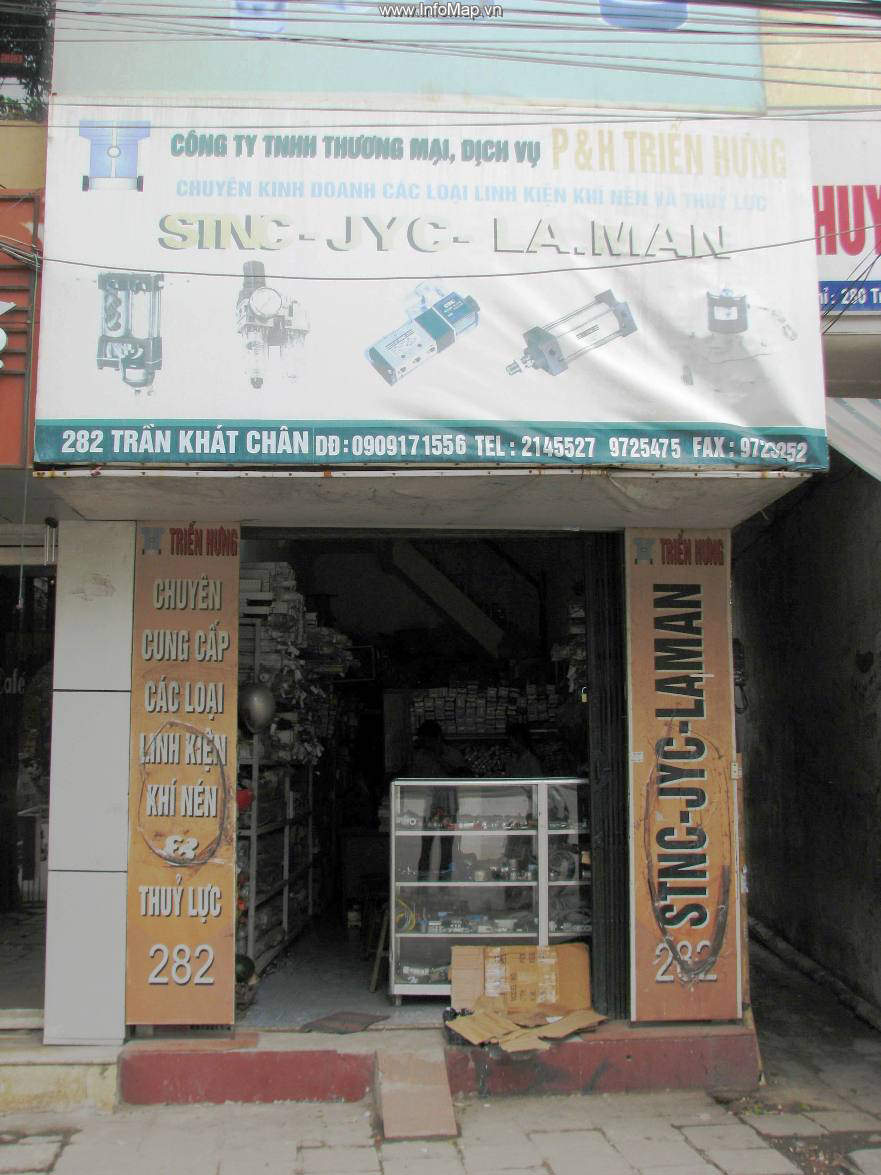 www.InfoMap.vn
CÔNG TY TNHH THƯƠNG MẠI, DỊCH VỤ P & H TRIỂN HƯNG
CHUYÊN KINH DOANH CÁC LOẠI LINH KIỆN KHÍ NÉN VÀ THUỶ LỰC
STNC - JYC - LA.MAN
282 TRẦN KHÁT CHÂN DĐ: 0909171556 TEL : 2145527 9725475 FAX :
HUY
280
TRIỂN HƯNG
CHUYÊN
CUNG CẤP
CÁC LOẠI
LINH KIỆN
KHÍ NÉN
&
THUỶ LỰC
282
TRIỂN HƯNG
STNC-JYC-LAMAN
282